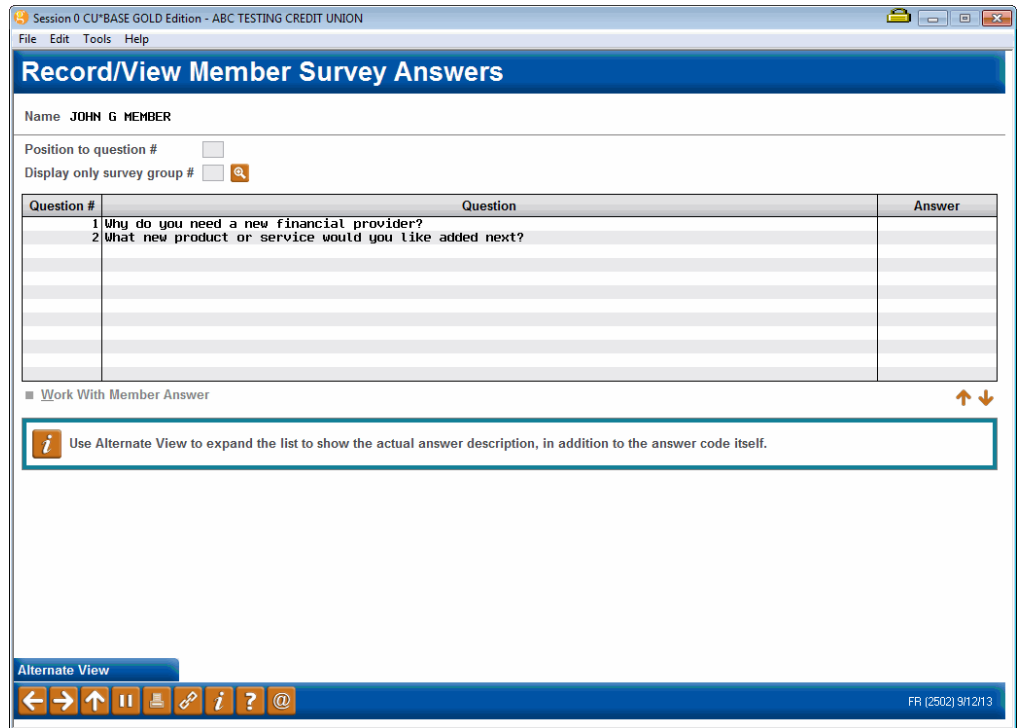 Session 0 CU*BASE GOLD Edition - ABC TESTING CREDIT UNION
File Edit Tools Help
Record/View Member Survey Answers
Name JOHN G MEMBER
Position to question #
Display only survey group #
Question # Question Answer
1 Why do you need a new financial provider?
2 What new product or service would you like added next?
Work With Member Answer
i Use Alternate View to expand the list to show the actual answer description, in addition to the answer code itself.
Alternate View
i ? @
FR (2502) 9/12/13